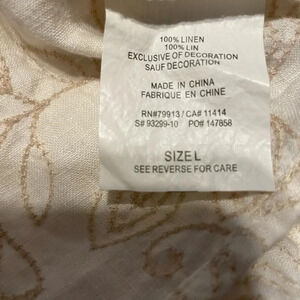 100% LINEN
100% LIN
EXCLUSIVE OF DECORATION
SAUF DECORATION
MADE IN CHINA
FABRIQUE EN CHINE
RN#79913 / CA# 11414
S# 93299-10 PO# 147858
SIZE L
SEE REVERSE FOR CARE